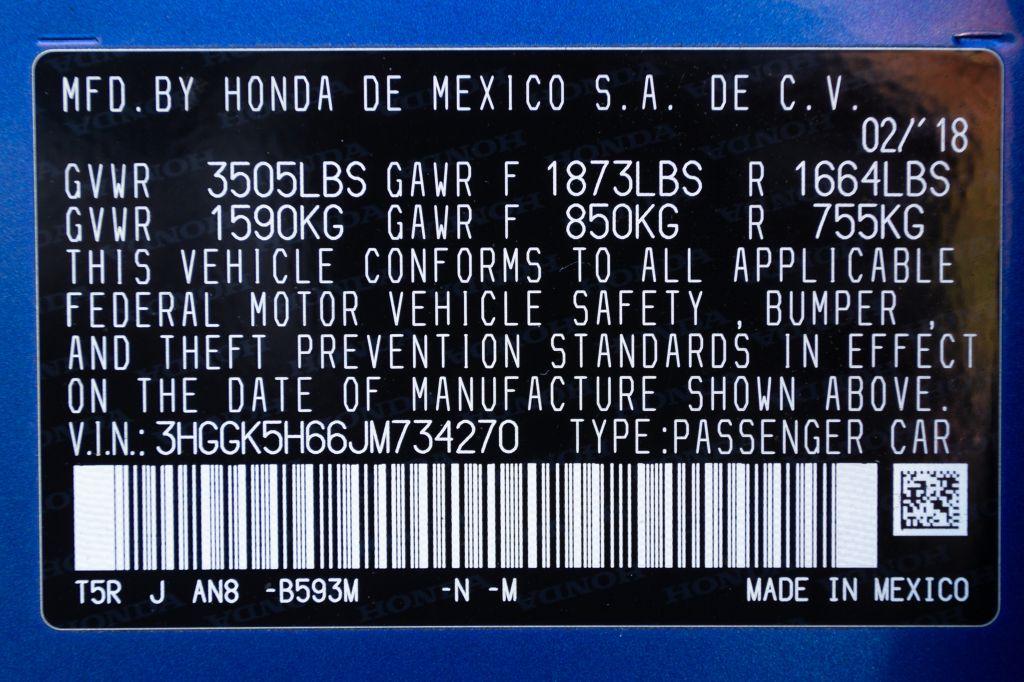 MFD.BY HONDA DE MEXICO S.A. DE C.V.
02/'18
GVWR 3505LBS GAWR F 1873LBS R 1664LBS
GVWR 1590KG GAWR F 850KG R 755KG
THIS VEHICLE CONFORMS TO ALL APPLICABLE
FEDERAL MOTOR VEHICLE SAFETY , BUMPER ,
AND THEFT PREVENTION STANDARDS IN EFFECT
ON THE DATE OF MANUFACTURE SHOWN ABOVE.
V.I.N.: 3HGGK5H66JM734270 TYPE:PASSENGER CAR
T5R J AN8 -B593M -N -M MADE IN MEXICO